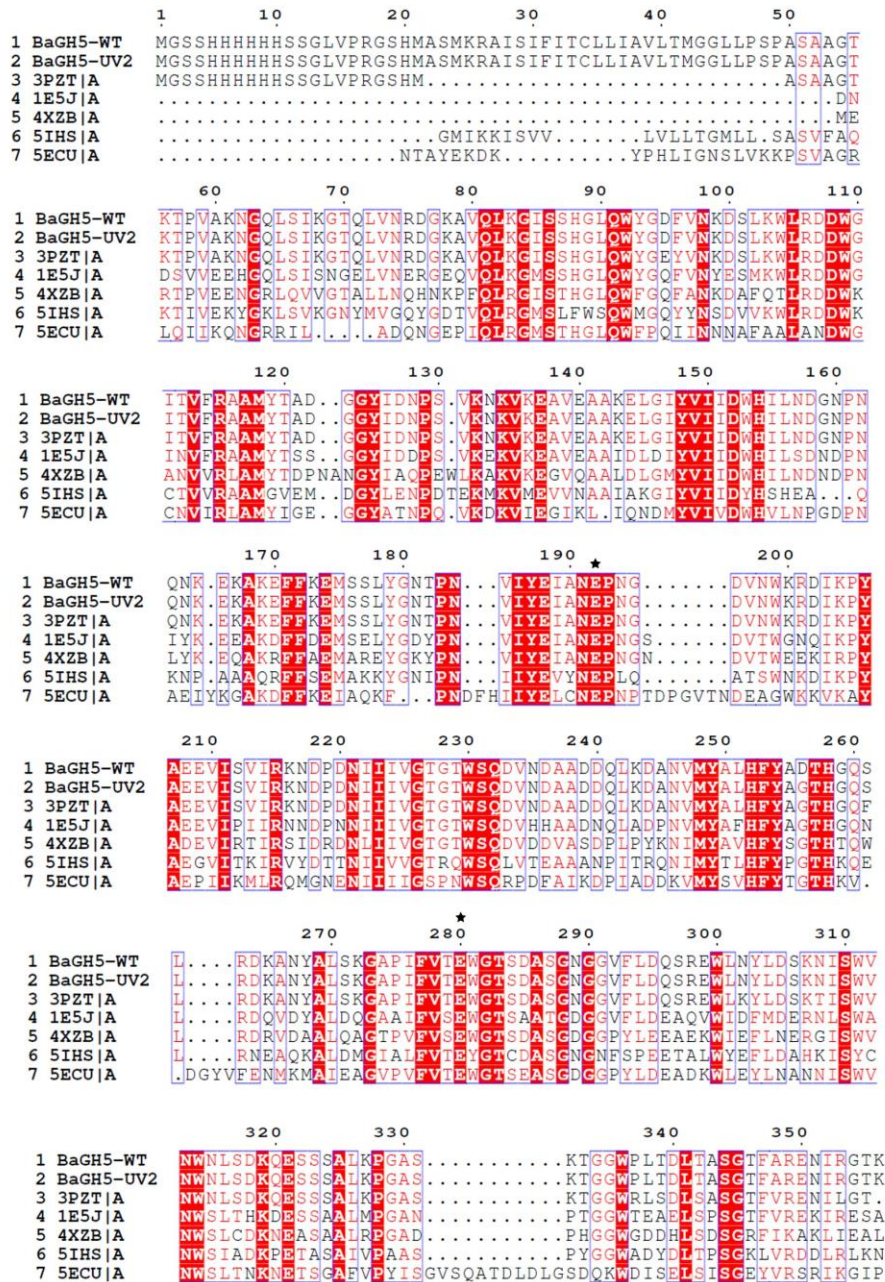 1 10 20 30 40 50
1 BaGH5-WT MGSSHHHHHHSSGLVPRGSHMASMKRAISIFITCLLIAVLTMGGLLPSPASAAGT
2 BaGH5-UV2 MGSSHHHHHHSSGLVPRGSHMASMKRAISIFITCLLIAVLTMGGLLPSPASAAGT
3 3PZT|A MGSSHHHHHHSSGLVPRGSHM............................ASAAGT
4 1E5J|A .....................................................DN
5 4XZB|A .....................................................ME
6 5IHS|A ......................GMIKKISVV.......LVLLTGMLL.SASVFAQ
7 5ECU|A ...................NTAYEKDK..........YPHLIGNSLVKKPSVAGR
60 70 80 90 100 110
1 BaGH5-WT KTPVAKNGQLSIKGTQLVNRDGKAVQLKGISSHGLQWYGDFVNKDSLKWLRDDWG
2 BaGH5-UV2 KTPVAKNGQLSIKGTQLVNRDGKAVQLKGISSHGLQWYGDFVNKDSLKWLRDDWG
3 3PZT|A KTPVAKNGQLSIKGTQLVNRDGKAVQLKGISSHGLQWYGEYVNKDSLKWLRDDWG
4 1E5J|A DSVVEEHGQLSISNGELVNERGEQVQLKGMSSHGLQWYGQFVNYESMKWLRDDWG
5 4XZB|A RTPVEENGRLQVVGTALLNQHNKPFQLRGISTHGLQWFGQFANKDAFQTLRDDWK
6 5IHS|A KTIVEKYGKLSVKGNYMVGQYGDTVQLRGMSLFWSQWMGQYYNSDVVKWLRDDWK
7 5ECU|A LQIIKQNGRRIL.....ADQNGEPIQLRGMSTHGLQWFPQIINNNAFAALANDWG
120 130 140 150 160
1 BaGH5-WT ITVFRAAMYTAD..GGYIDNPS.VKNKVKEAVEAAKELGIYVIIDWHILNDGNPN
2 BaGH5-UV2 ITVFRAAMYTAD..GGYIDNPS.VKNKVKEAVEAAKELGIYVIIDWHILNDGNPN
3 3PZT|A ITVFRAAMYTAD..GGYIDNPS.VKNKVKEAVEAAKELGIYVIIDWHILNDGNPN
4 1E5J|A INVFRAAMYTSS..GGYIDDPS.VKEKVKEAVEAAIDLDIYVIIDWHILSDNDPN
5 4XZB|A ANVVRLAMYTDPNANGYIAQPEWLKAKVKEGVQAALDLGMYVIIDWHILNDNDPN
6 5IHS|A CTVVRAAMGVEM..DGYLENPDTEKMKVMEVVNAAIAKGIYVIIDYHSHEA...Q
7 5ECU|A CNVIRLAMYIGE..GGYATNPQ.VKDKVIEGIKL.IQNDMYVIVDWHVLNPGDPN
170 180 190 ★ 200
1 BaGH5-WT QNK.EKAKEFFKEMSSLYGNTPN...VIYEIANEPNG.......DVNWKRDIKPY
2 BaGH5-UV2 QNK.EKAKEFFKEMSSLYGNTPN...VIYEIANEPNG.......DVNWKRDIKPY
3 3PZT|A QNK.EKAKEFFKEMSSLYGNTPN...VIYEIANEPNG.......DVNWKRDIKPY
4 1E5J|A IYK.EEAKDFFDEMSELYGDYPN...VIYEIANEPNGS......DVTWGNQIKPY
5 4XZB|A LYK.EQAKRFFAEMAREYGKYPN...VIYEIANEPNGN......DVTWEEKIRPY
6 5IHS|A KNP.AAAQRFFSEMAKKYGNIPN...IIYEVYNEPLQ.......ATSWNKDIKPY
7 5ECU|A AEIYKGAKDFFKEIAQKF...PNDFHIIYELCNEPNPTDPGVTNDEAGWKKVKAY
210 220 230 240 250 260
1 BaGH5-WT AEEVISVIRKNDPDNIIIVGTGTWSQDVNDAADDQLKDANVMYALHFYADTHGQS
2 BaGH5-UV2 AEEVISVIRKNDPDNIIIVGTGTWSQDVNDAADDQLKDANVMYALHFYAGTHGQS
3 3PZT|A AEEVISVIRKNDPDNIIIVGTGTWSQDVNDAADDQLKDANVMYALHFYAGTHGQF
4 1E5J|A AEEVIPIIRNNDPNNIIIVGTGTWSQDVHHAADNQLADPNVMYAFHFYAGTHGQN
5 4XZB|A ADEVIRTIRSIDRDNLIIVGTGTWSQDVDDVASDPLPYKNIMYAVHFYSGTHTQW
6 5IHS|A AEGVITKIRVYDTTNIIVVGTRQWSQLVTEAAANPITRQNIMYTLHFYPGTHKQE
7 5ECU|A AEPIIKMLRQMGNENIIIIGSPNWSQRPDFAIKDPIADDKVMYSVHFYTGTHKV.
270 280 ★ 290 300 310
1 BaGH5-WT L....RDKANYALSKGAPIFVTEWGTSDASGNGGVFLDQSREWLNYLDSKNISWV
2 BaGH5-UV2 L....RDKANYALSKGAPIFVTEWGTSDASGNGGVFLDQSREWLNYLDSKNISWV
3 3PZT|A L....RDKANYALSKGAPIFVTEWGTSDASGNGGVFLDQSREWLKYLDSKTISWV
4 1E5J|A L....RDQVDYALDQGAAIFVSEWGTSAATGDGGVFLDEAQVWIDFMDERNLSWA
5 4XZB|A L....RDRVDAALQAGTPVFVSEWGTSDASGDGGPYLEEAEKWIEFLNERGISWV
6 5IHS|A L....RNEAQKALDMGIALFVSEYGTCDASGNGNFSPEETALWYEFLDAHKISYC
7 5ECU|A .DGYVFENMKMALEAGVPVFVTEWGTSEASGDGGPYLDEADKWLEYLNANNISWV
320 330 340 350
1 BaGH5-WT NWNLSDKQESSSALKPGAS...........KTGGWPLTDLTASGTFARENIRGTK
2 BaGH5-UV2 NWNLSDKQESSSALKPGAS...........KTGGWPLTDLTASGTFARENIRGTK
3 3PZT|A NWNLSDKQESSSALKPGAS...........KTGGWRLSDLSASGTFVRENILGT.
4 1E5J|A NWSLTHKDESSAALMPGAN...........PTGGWTEAELSPSGTFVREKIRESA
5 4XZB|A NWSLCDKNEASAALRPGAD...........PHGGWGDDHLSDSGRFIKAKLIEAL
6 5IHS|A NWSIADKPETASAIVPAAS...........PYGGWADYDLTPSGKLVRDDLRLKN
7 5ECU|A NWSLTNKNETSGAFVPYISGVSQATDLDLGSDQKWDISELSISGEYVRSRIKGIP